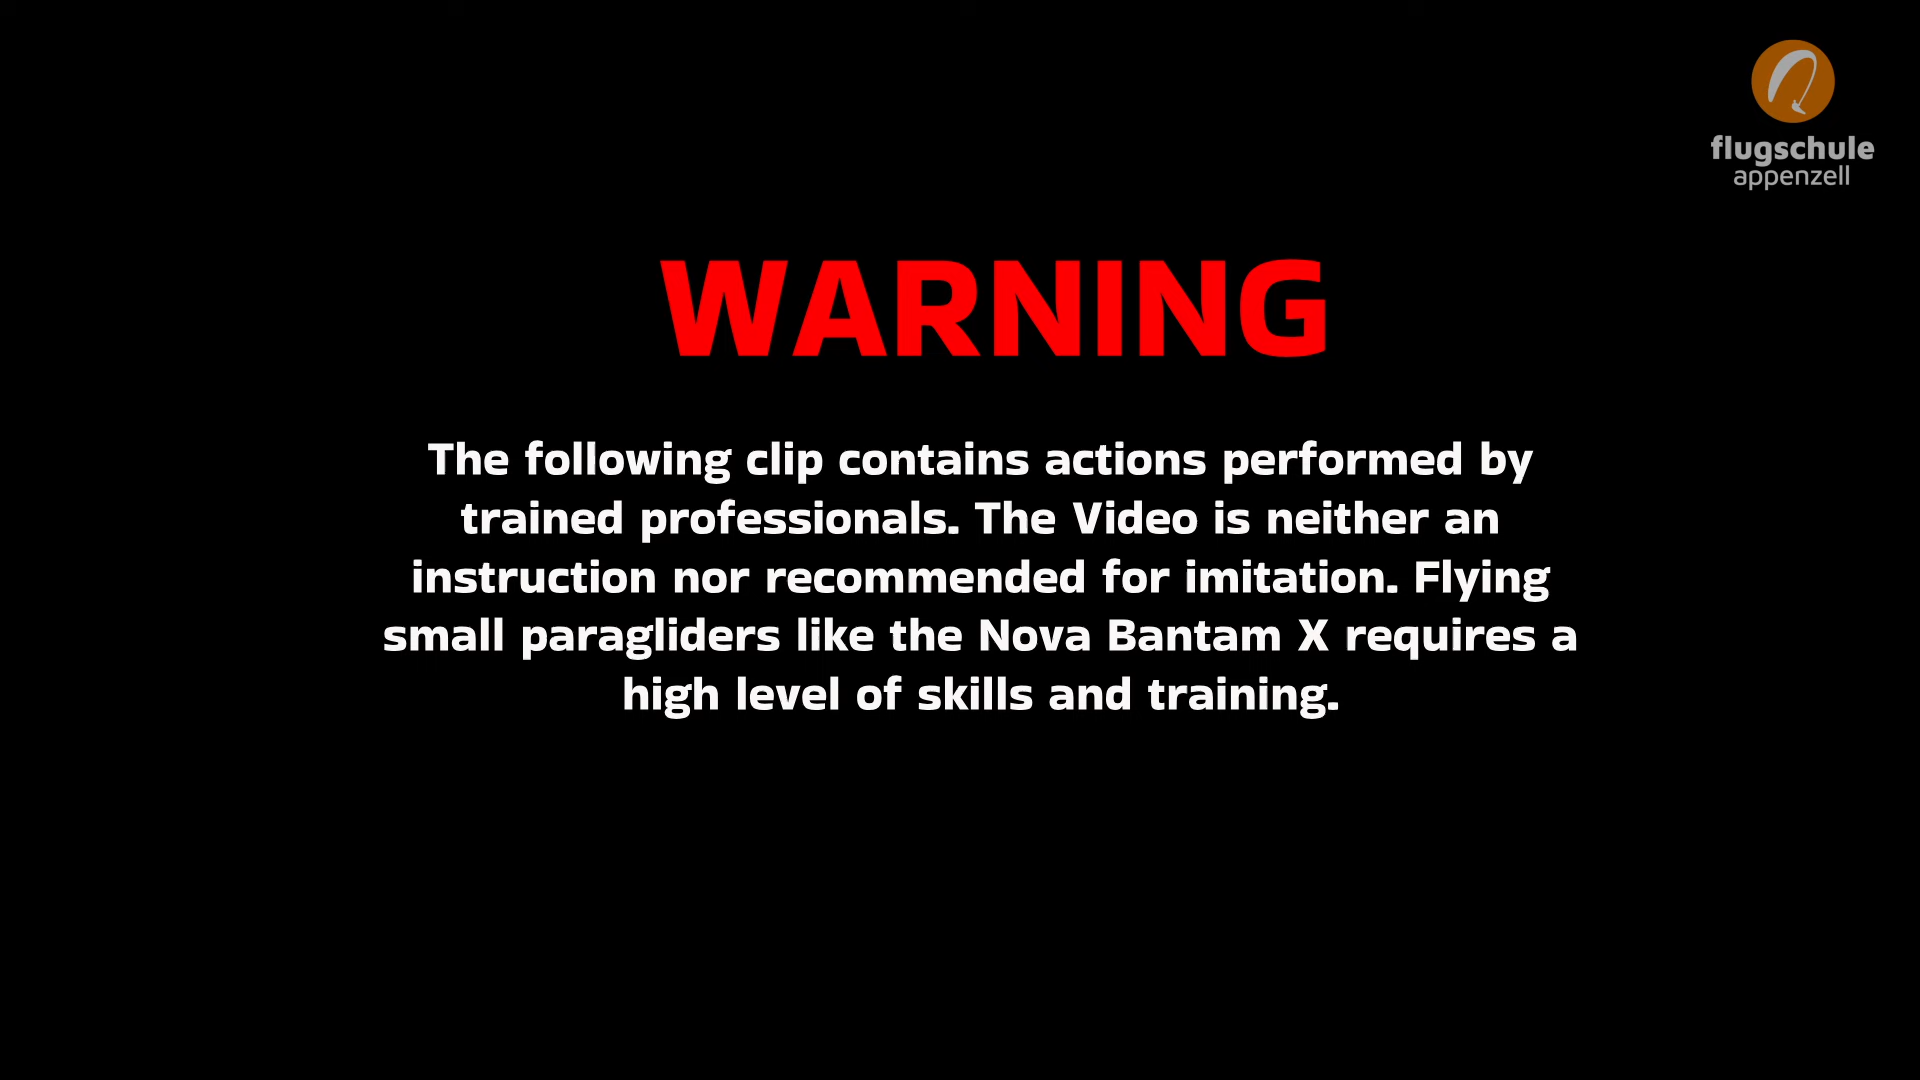 flugschule
appenzell
WARNING
The following clip contains actions performed by
trained professionals. The Video is neither an
instruction nor recommended for imitation. Flying
small paragliders like the Nova Bantam X requires a
high level of skills and training.